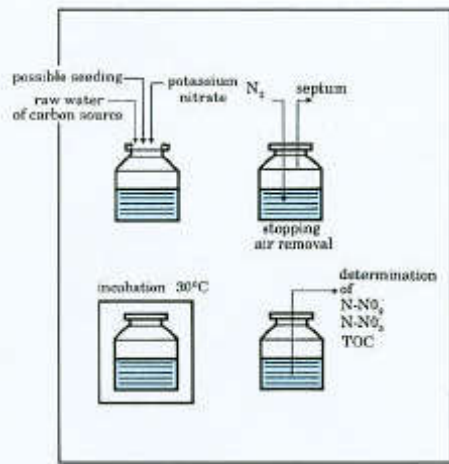 possible seeding
raw water
of carbon source
potassium
nitrate
N₂
septum
stopping
air removal
incubation 30°C
determination
of
N-NO₂
N-NO₃
TOC